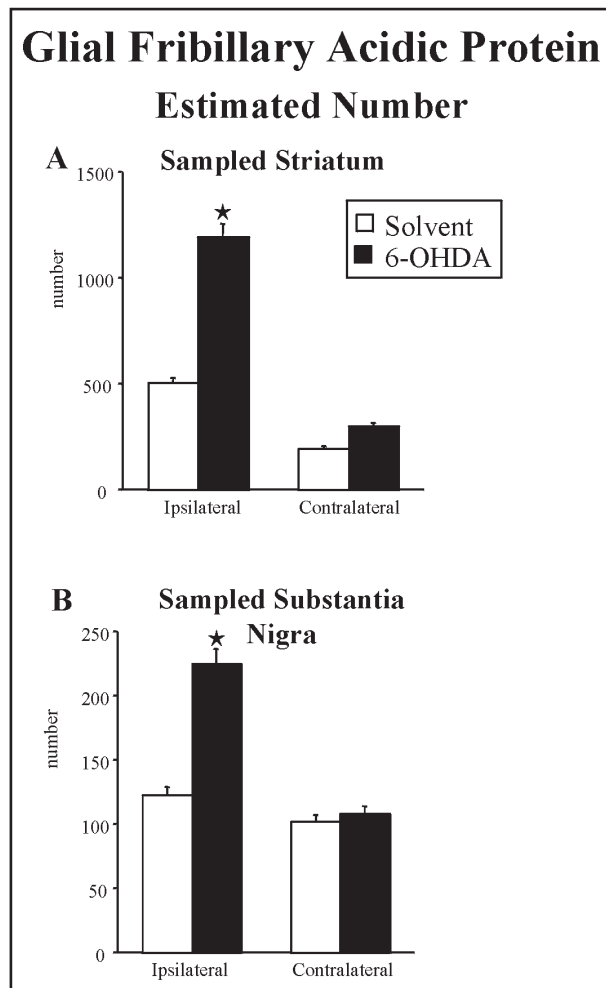 Glial Fribillary Acidic Protein
Estimated Number
A Sampled Striatum
1500
1000
500
0
number
★
Solvent
6-OHDA
Ipsilateral Contralateral
B Sampled Substantia
Nigra
250
200
150
100
50
0
number
★
Ipsilateral Contralateral